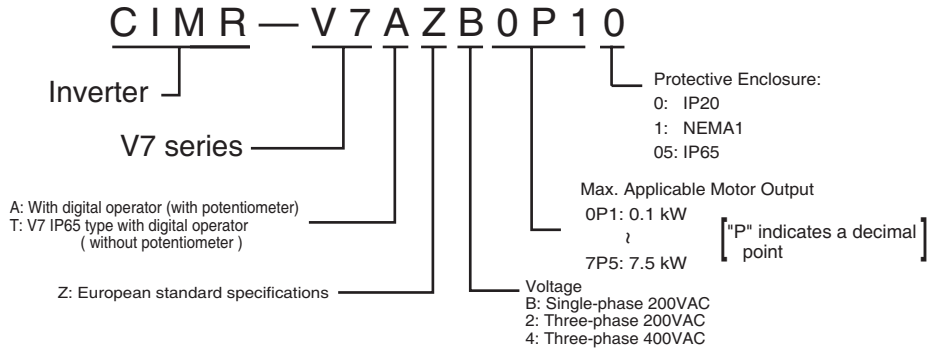 CIMR—V7AZB0P10
Inverter
V7 series
A: With digital operator (with potentiometer)
T: V7 IP65 type with digital operator
( without potentiometer )
Z: European standard specifications
Protective Enclosure:
0: IP20
1: NEMA1
05: IP65
Max. Applicable Motor Output
0P1: 0.1 kW
≀
7P5: 7.5 kW
["P" indicates a decimal
point]
Voltage
B: Single-phase 200VAC
2: Three-phase 200VAC
4: Three-phase 400VAC